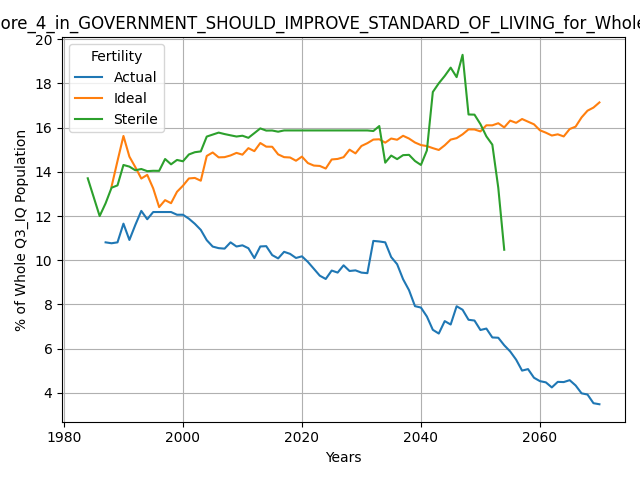 ore_4_in_GOVERNMENT_SHOULD_IMPROVE_STANDARD_OF_LIVING_for_Whole
Fertility
Actual
Ideal
Sterile
% of Whole Q3_IQ Population
20
18
16
14
12
10
8
6
4
1980
2000
2020
2040
2060
Years